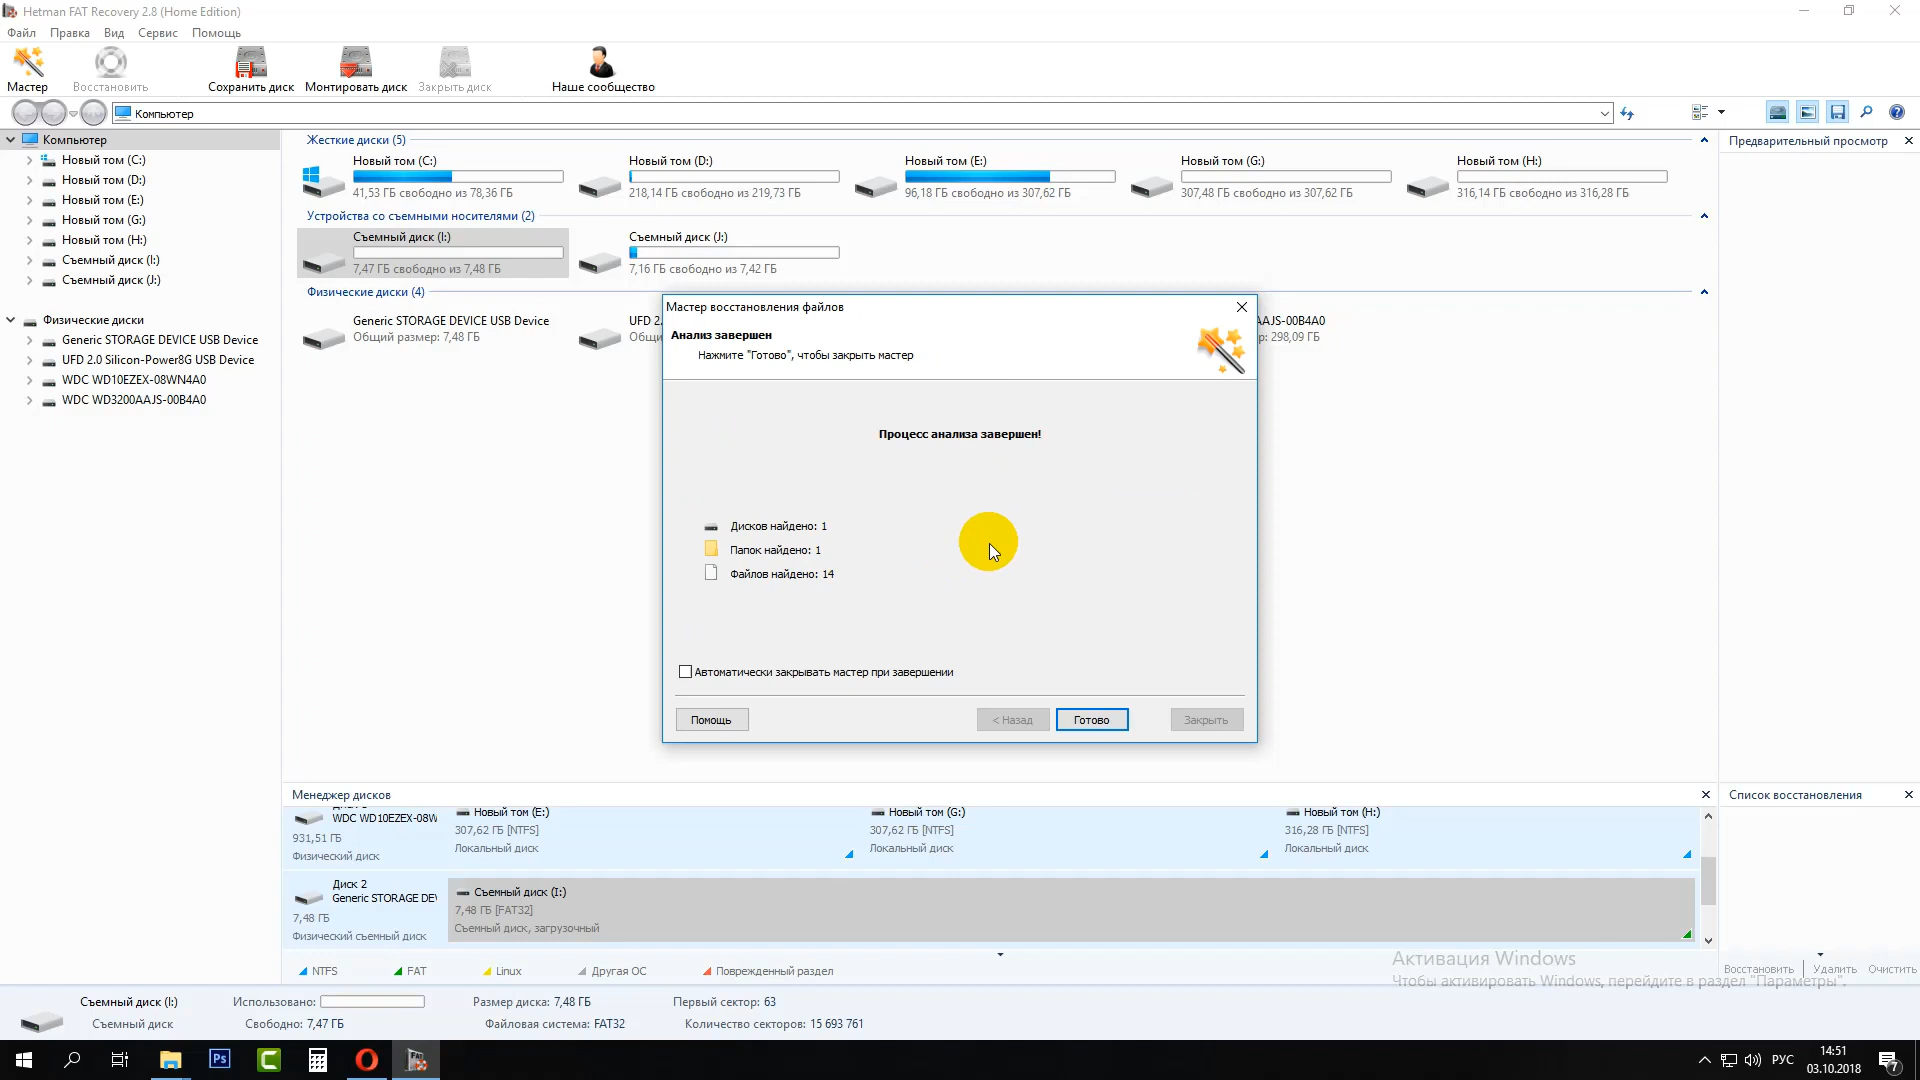 Hetman FAT Recovery 2.8 (Home Edition)
Файл Правка Вид Сервис Помощь
Мастер Восстановить Сохранить диск Монтировать диск Закрыть диск Наше сообщество
Компьютер
Компьютер
Новый том (C:)
Новый том (D:)
Новый том (E:)
Новый том (G:)
Новый том (H:)
Съемный диск (I:)
Съемный диск (J:)
Физические диски
Generic STORAGE DEVICE USB Device
UFD 2.0 Silicon-Power8G USB Device
WDC WD10EZEX-08WN4A0
WDC WD3200AAJS-00B4A0
Жесткие диски (5)
Новый том (C:)
41,53 ГБ свободно из 78,36 ГБ
Новый том (D:)
218,14 ГБ свободно из 219,73 ГБ
Новый том (E:)
96,18 ГБ свободно из 307,62 ГБ
Новый том (G:)
307,48 ГБ свободно из 307,62 ГБ
Новый том (H:)
316,14 ГБ свободно из 316,28 ГБ
Устройства со съемными носителями (2)
Съемный диск (I:)
7,47 ГБ свободно из 7,48 ГБ
Съемный диск (J:)
7,16 ГБ свободно из 7,42 ГБ
Физические диски (4)
Generic STORAGE DEVICE USB Device
Общий размер: 7,48 ГБ
UFD 2.
Общи
AAJS-00B4A0
р: 298,09 ГБ
Предварительный просмотр
Мастер восстановления файлов
Анализ завершен
Нажмите "Готово", чтобы закрыть мастер
Процесс анализа завершен!
Дисков найдено: 1
Папок найдено: 1
Файлов найдено: 14
Автоматически закрывать мастер при завершении
Помощь < Назад Готово Закрыть
Менеджер дисков
WDC WD10EZEX-08W
931,51 ГБ
Физический диск
Новый том (E:)
307,62 ГБ [NTFS]
Локальный диск
Новый том (G:)
307,62 ГБ [NTFS]
Локальный диск
Новый том (H:)
316,28 ГБ [NTFS]
Локальный диск
Диск 2
Generic STORAGE DE
7,48 ГБ
Физический съемный диск
Съемный диск (I:)
7,48 ГБ [FAT32]
Съемный диск, загрузочный
NTFS FAT Linux Другая ОС Поврежденный раздел
Список восстановления
Восстановить Удалить Очистить
Активация Windows
Чтобы активировать Windows, перейдите в раздел "Параметры".
Съемный диск (I:) Использовано: Размер диска: 7,48 ГБ Первый сектор: 63
Съемный диск Свободно: 7,47 ГБ Файловая система: FAT32 Количество секторов: 15 693 761
Ps
C
FAT
РУС
14:51
03.10.2018
7